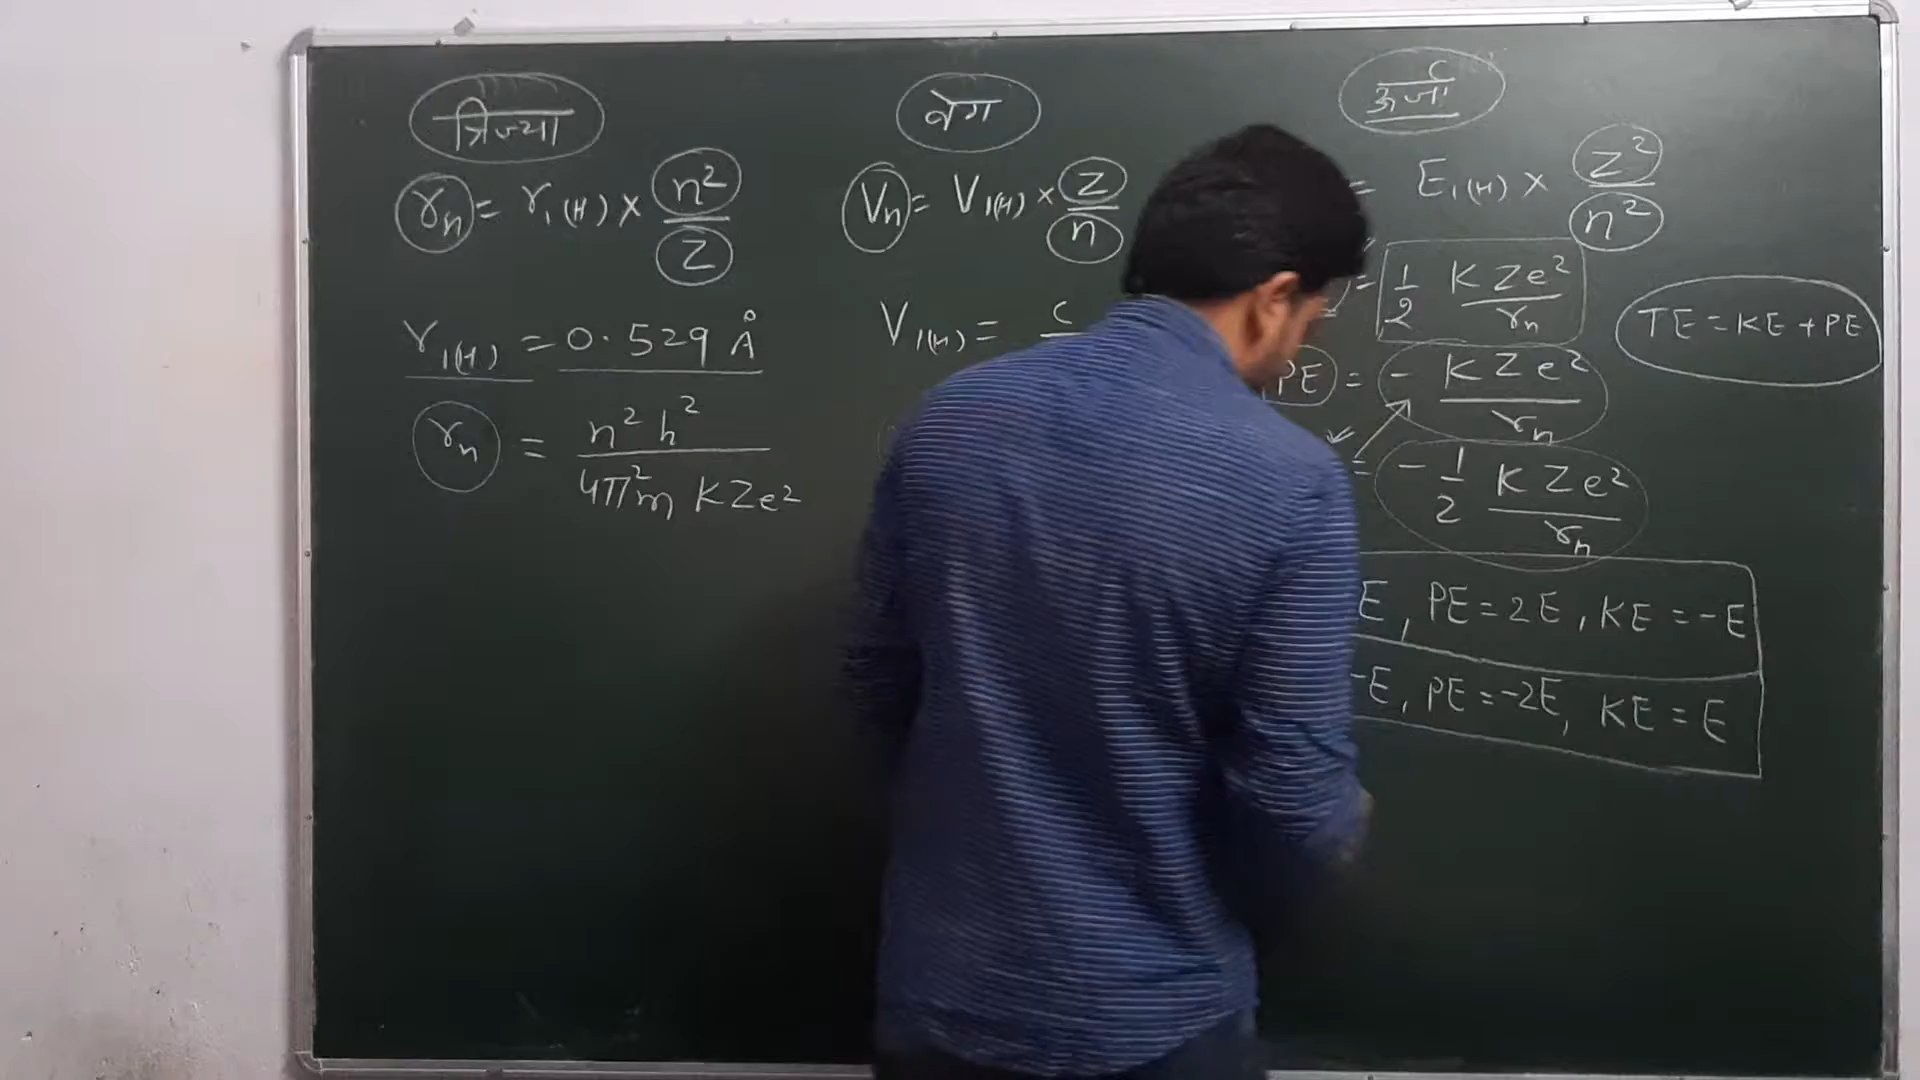 त्रिज्या
rₙ = r₁(H) × n²/Z
r₁(H) = 0.529 Å
rₙ = n²h² / 4π²m KZe²
वेग
Vₙ = V₁(H) × Z/n
V₁(H) = C
ऊर्जा
= E₁(H) × Z²/n²
= 1/2 KZe²/rₙ
PE = - KZe²/rₙ
= - 1/2 KZe²/rₙ
TE = KE + PE
E, PE = 2E, KE = -E
-E, PE = -2E, KE = E